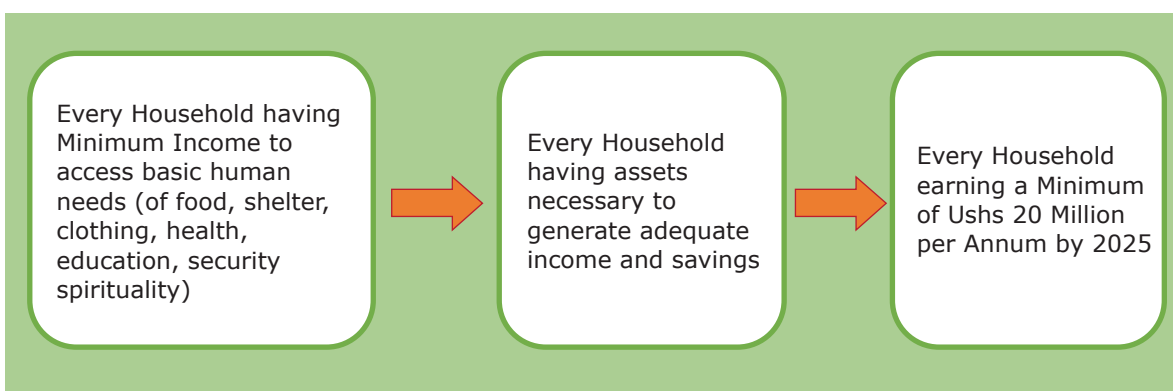 Every Household having
Minimum Income to
access basic human
needs (of food, shelter,
clothing, health,
education, security
spirituality)
Every Household
having assets
necessary to
generate adequate
income and savings
Every Household
earning a Minimum
of Ushs 20 Million
per Annum by 2025